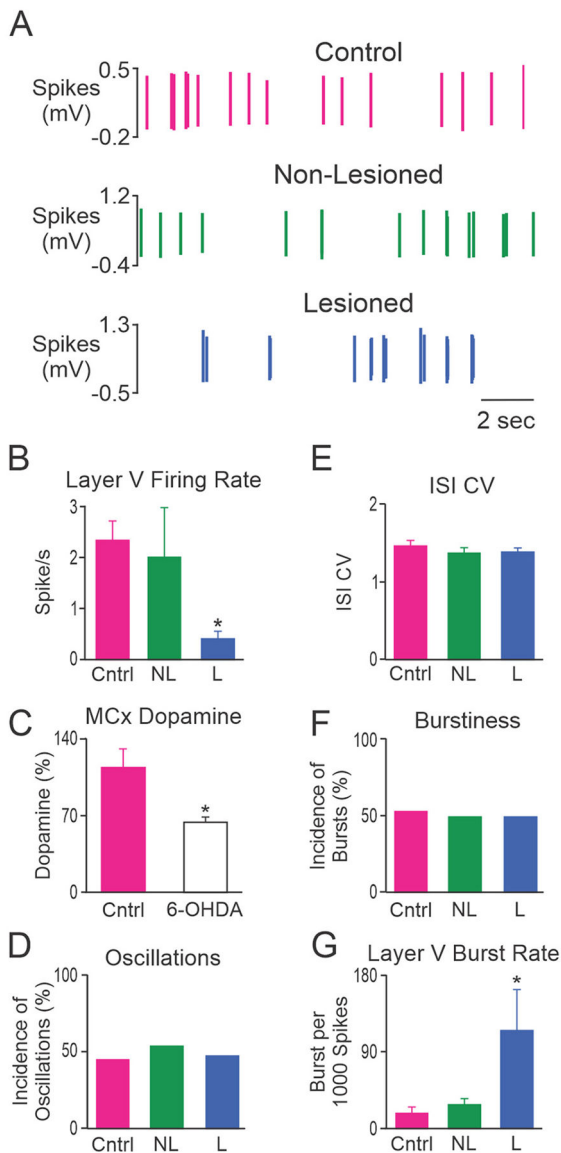 A
Control
0.5
Spikes
(mV)
-0.2
Non-Lesioned
1.2
Spikes
(mV)
-0.4
Lesioned
1.3
Spikes
(mV)
-0.5
2 sec
B
Layer V Firing Rate
3
2
1
0
Spike/s
*
Cntrl NL L
E
ISI CV
2
1
0
ISI CV
Cntrl NL L
C
MCx Dopamine
140
70
0
Dopamine (%)
*
Cntrl 6-OHDA
F
Burstiness
100
50
0
Incidence of
Bursts (%)
Cntrl NL L
D
Oscillations
100
50
0
Incidence of
Oscillations (%)
Cntrl NL L
G
Layer V Burst Rate
180
90
0
Burst per
1000 Spikes
*
Cntrl NL L